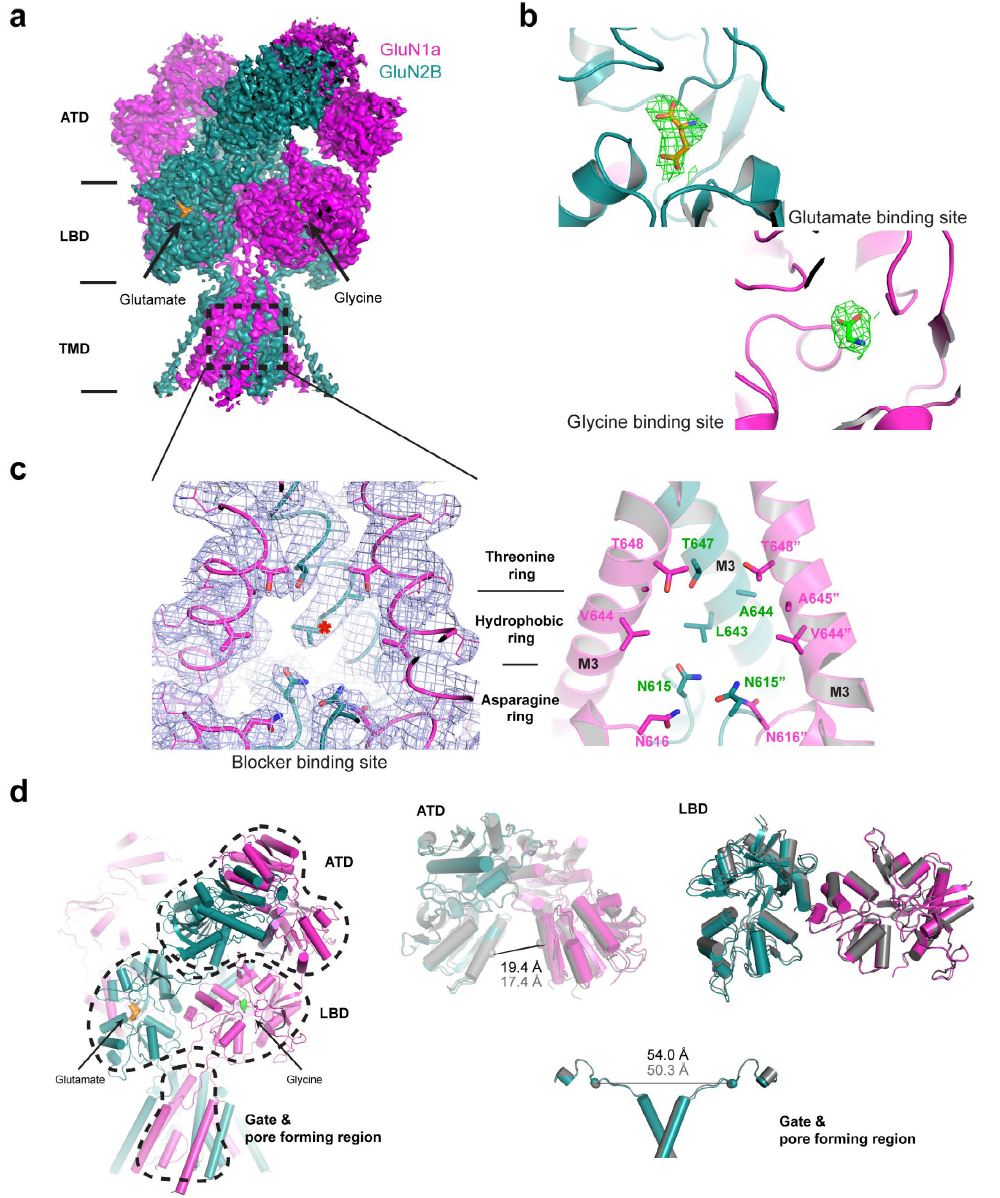 a
GluN1a
GluN2B
ATD
LBD
TMD
Glutamate
Glycine
b
Glutamate binding site
Glycine binding site
c
Threonine
ring
Hydrophobic
ring
Asparagine
ring
*
Blocker binding site
T648
T647
T648”
M3
A644
A645”
V644
L643
V644”
M3
N615
N615”
M3
N616
N616”
d
ATD
LBD
Glutamate
Glycine
Gate &
pore forming region
ATD
19.4 Å
17.4 Å
LBD
54.0 Å
50.3 Å
Gate &
pore forming region